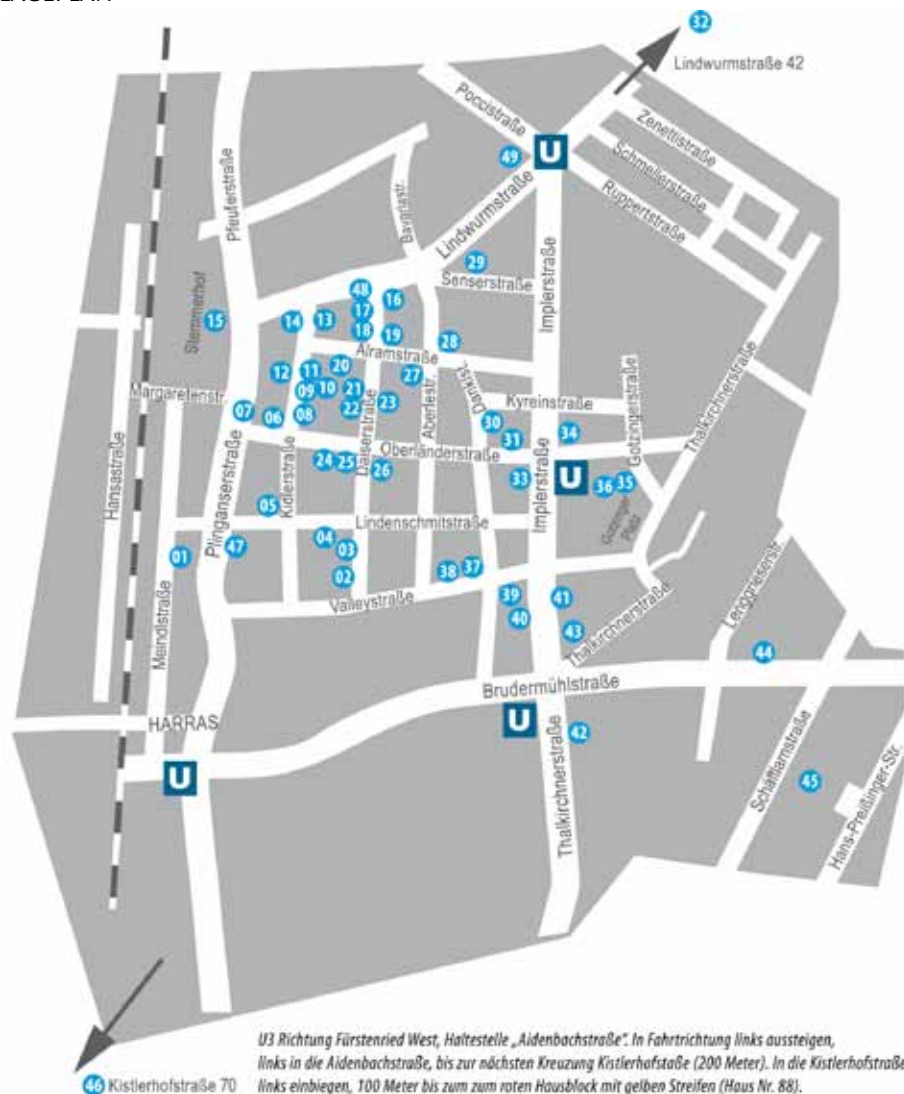 32
Lindwurmstraße 42
Poccistraße
Zenettistraße
49
U
Schmellerstraße
Ruppertstraße
Pfeuferstraße
Bavariastr.
Lindwurmstraße
29
Senserstraße
Implerstraße
Stemmerhof
15
48
16
14
13
17
18
19
28
Alramstraße
Thalkirchnerstraße
12
11
20
27
Margaretenstr.
09
10
21
Danklstr.
Kyreinstraße
Gotzingerstraße
07
06
08
22
23
Aberlestr.
30
31
34
Hansastraße
Plinganserstraße
Kidlerstraße
Daiserstraße
Oberländerstraße
24
25
26
33
Implerstraße
U
36
35
05
Lindenschmitstraße
Gotzinger
Platz
01
47
04
03
02
38
37
Meindlstraße
Valleystraße
39
40
41
43
Thalkirchnerstraße
Lenggrieserstr.
44
Brudermühlstraße
HARRAS
U
U
42
Thalkirchnerstraße
Schäftlarnstraße
45
Hans-Preißinger-Str.
U3 Richtung Fürstenried West, Haltestelle „Aidenbachstraße“. In Fahrtrichtung links aussteigen,
links in die Aidenbachstraße, bis zur nächsten Kreuzung Kistlerhofstaße (200 Meter). In die Kistlerhofstraße
46 Kistlerhofstraße 70
links einbiegen, 100 Meter bis zum zum roten Hausblock mit gelben Streifen (Haus Nr. 88).